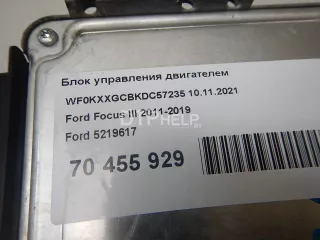 Блок управления двигателем
WF0KXXGCBKDC57235 10.11.2021
Ford Focus III 2011-2019
Ford 5219617
70 455 929